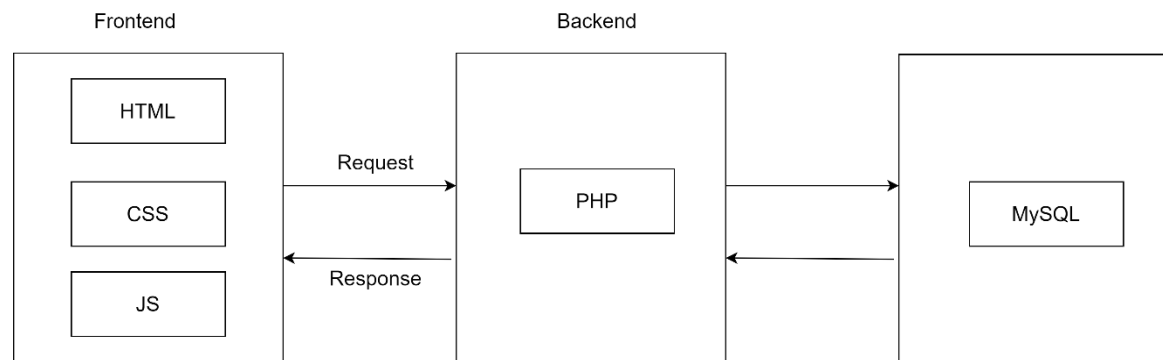 Frontend
Backend
HTML
CSS
JS
Request
Response
PHP
MySQL